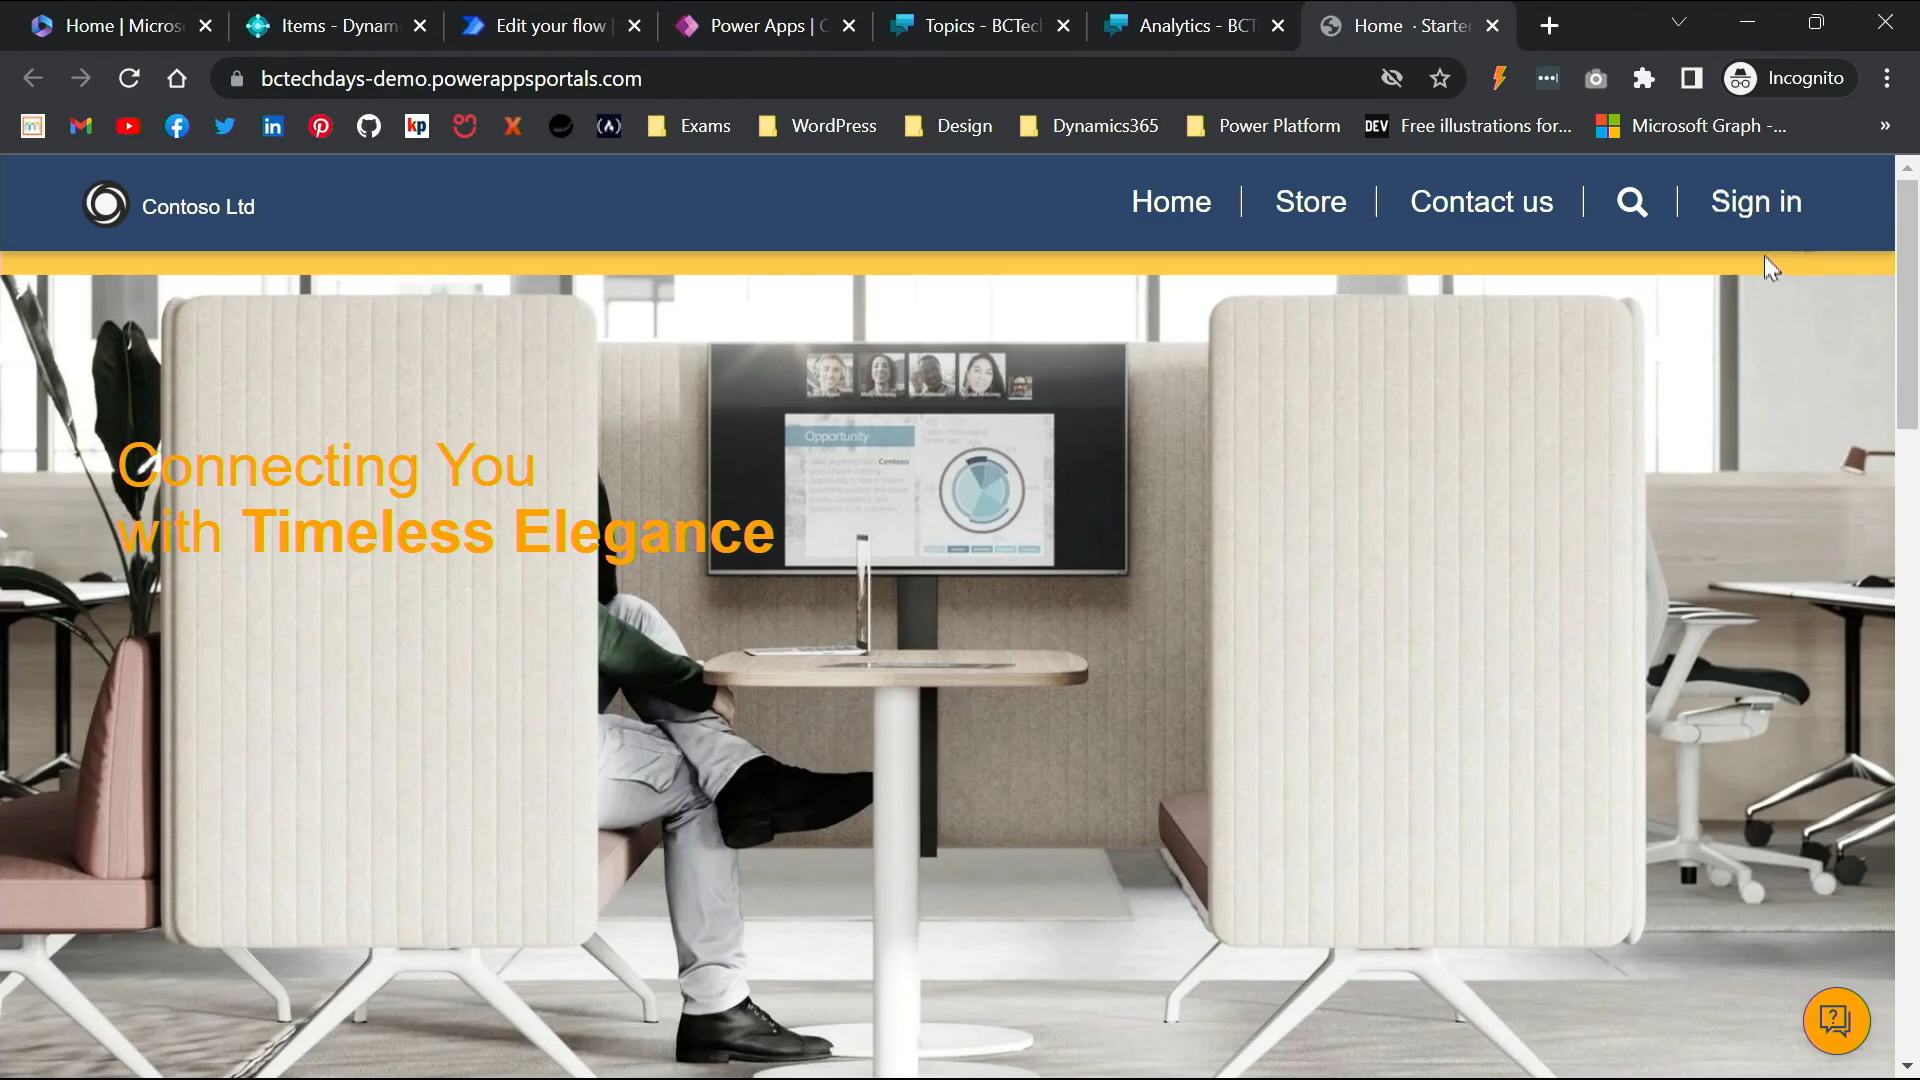 Home | Micros
Items - Dynam
Edit your flow
Power Apps | C
Topics - BCTec
Analytics - BCT
Home · Starte
bctechdays-demo.powerappsportals.com
Incognito
kp
Exams
WordPress
Design
Dynamics365
Power Platform
DEV
Free illustrations for...
Microsoft Graph -...
»
Contoso Ltd
Home
Store
Contact us
Sign in
Opportunity
Contoso
Connecting You
with Timeless Elegance